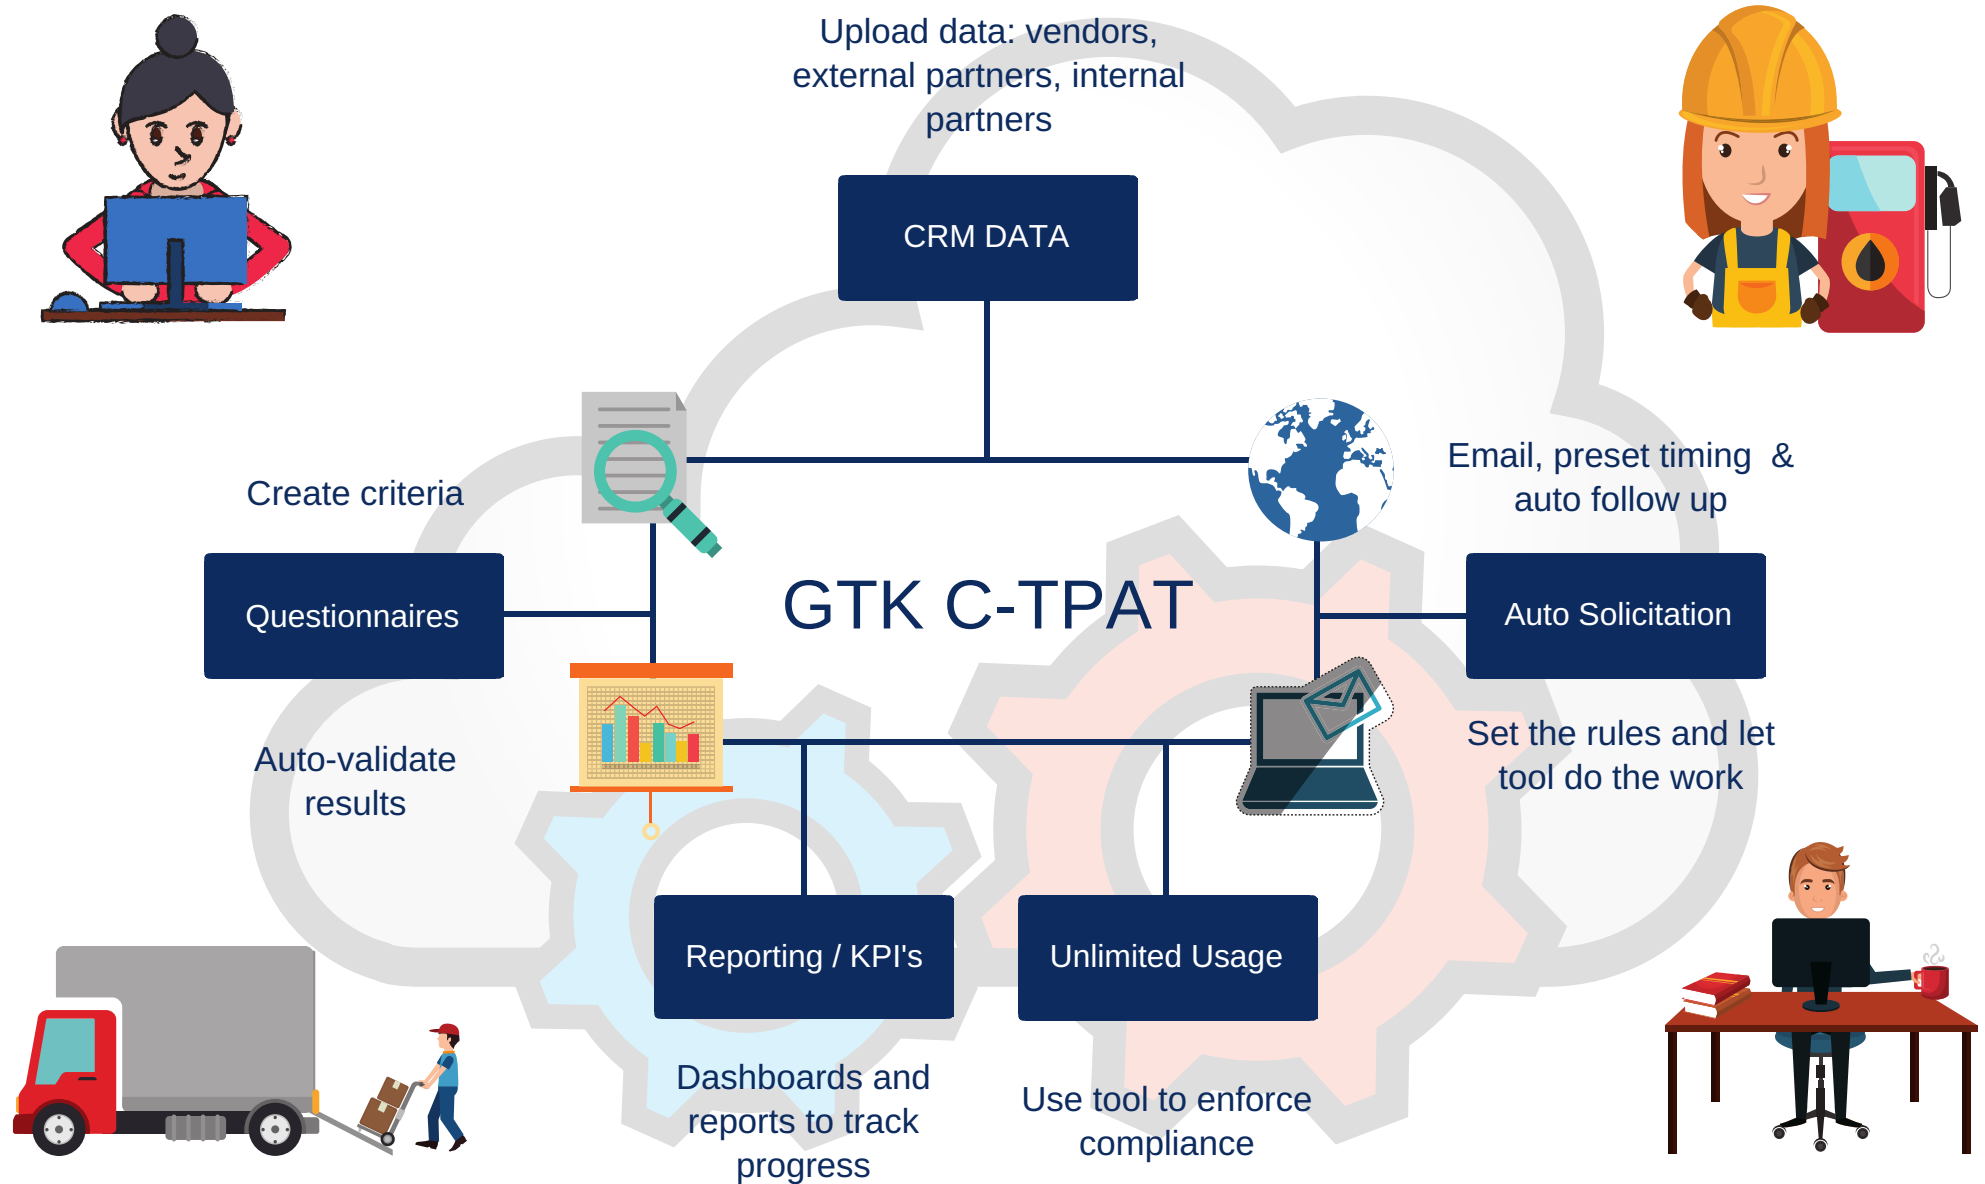 Upload data: vendors,
external partners, internal
partners
CRM DATA
Create criteria
Questionnaires
Auto-validate
results
GTK C-TPAT
Email, preset timing  &
auto follow up
Auto Solicitation
Set the rules and let
tool do the work
Reporting / KPI's
Dashboards and
reports to track
progress
Unlimited Usage
Use tool to enforce
compliance